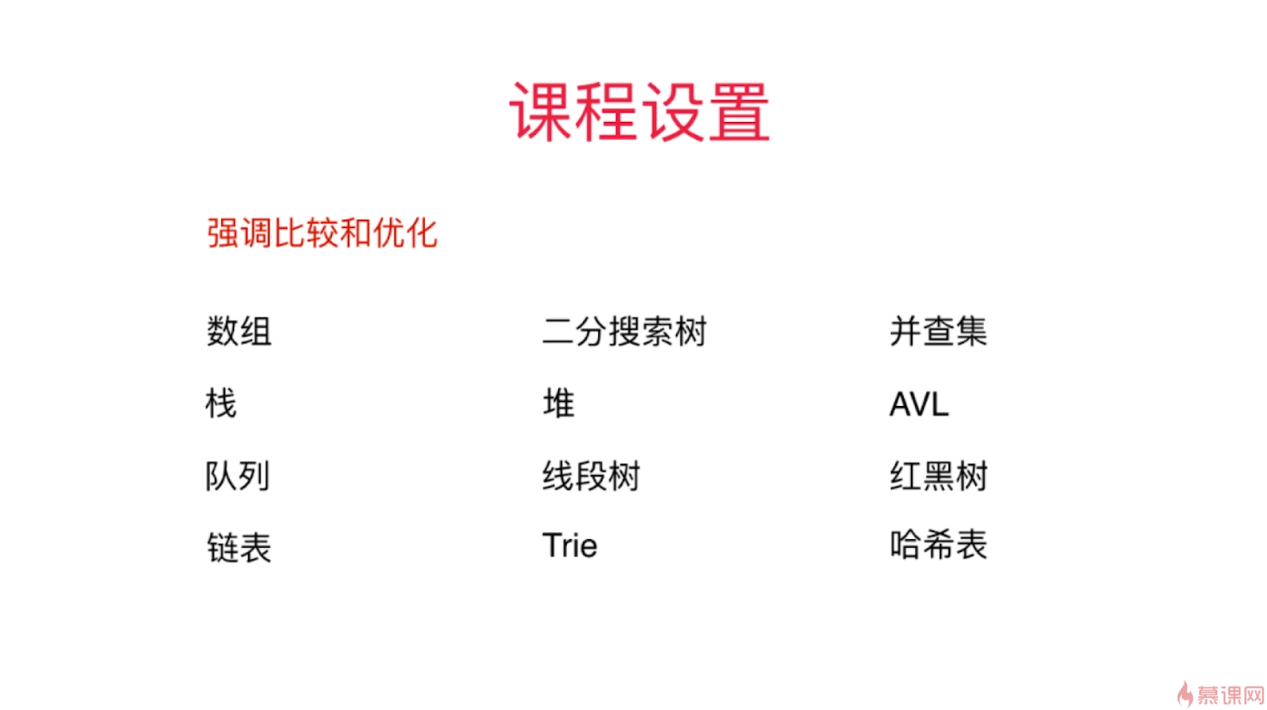 课程设置
强调比较和优化
数组
栈
队列
链表
二分搜索树
堆
线段树
Trie
并查集
AVL
红黑树
哈希表
慕课网